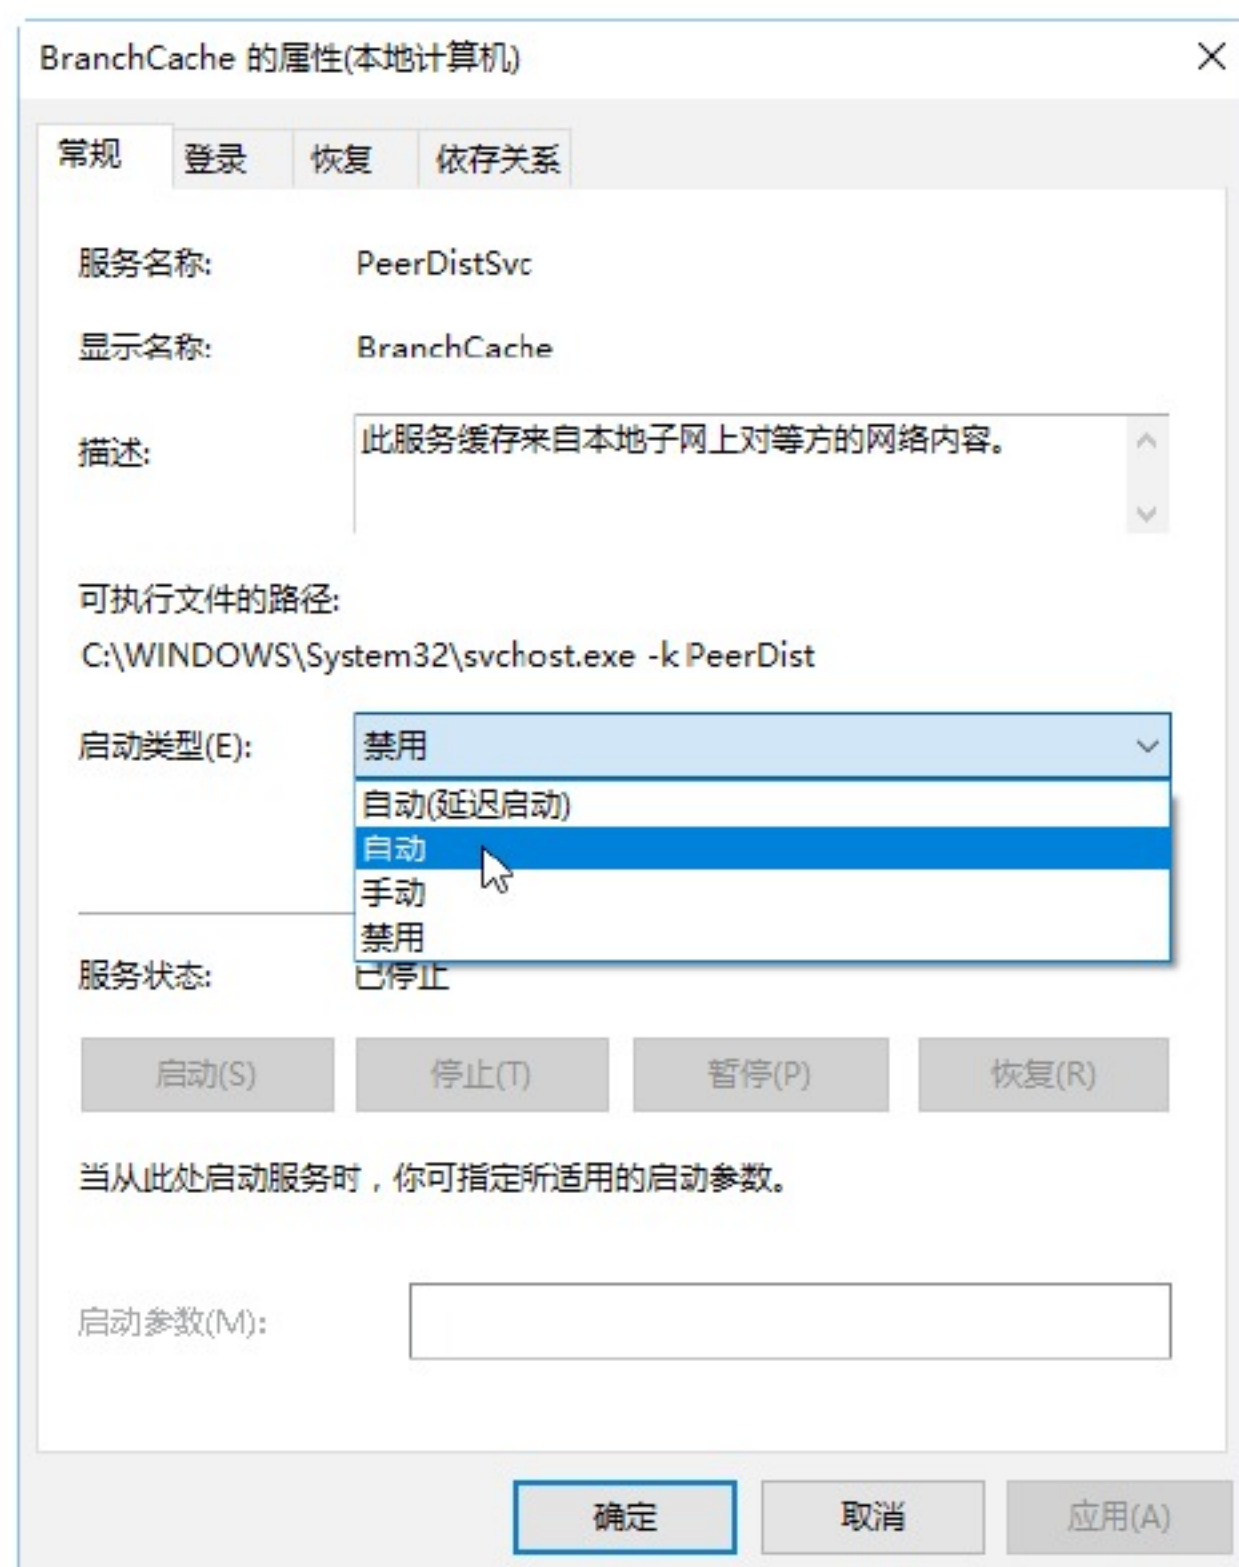 BranchCache 的属性(本地计算机)
常规 登录 恢复 依存关系
服务名称: PeerDistSvc
显示名称: BranchCache
描述: 此服务缓存来自本地子网上对等方的网络内容。
可执行文件的路径:
C:\WINDOWS\System32\svchost.exe -k PeerDist
启动类型(E): 禁用
自动(延迟启动)
自动
手动
禁用
服务状态: 已停止
启动(S) 停止(T) 暂停(P) 恢复(R)
当从此处启动服务时，你可指定所适用的启动参数。
启动参数(M):
确定 取消 应用(A)